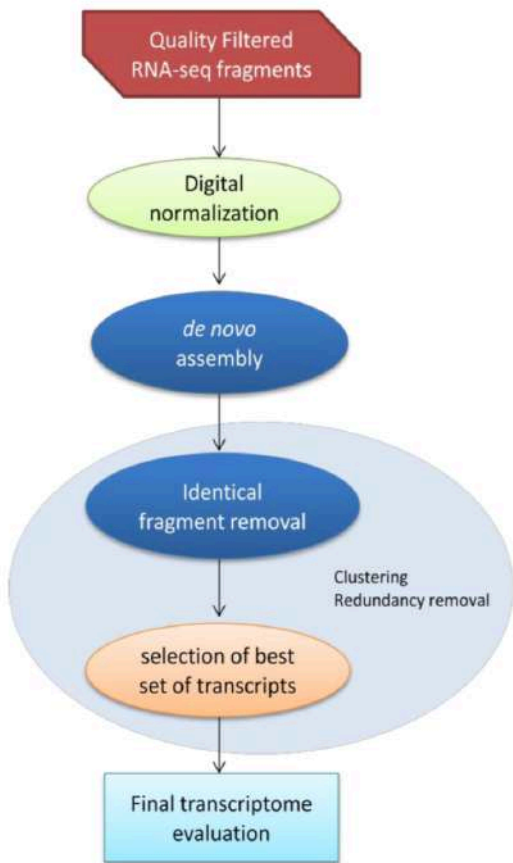 Quality Filtered
RNA-seq fragments
Digital
normalization
de novo
assembly
Identical
fragment removal
Clustering
Redundancy removal
selection of best
set of transcripts
Final transcriptome
evaluation